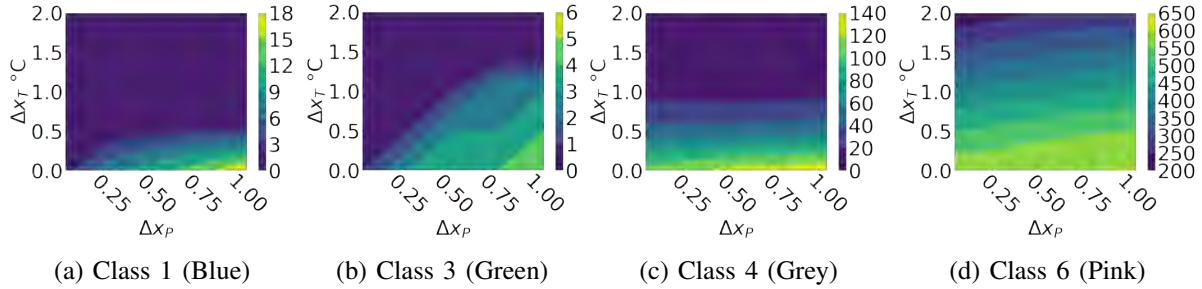 2.0 18 2.0 6 2.0 140 2.0 650
15 5 120 600
1.5 12 1.5 4 1.5 100 1.5 550
500
Δx_T °C 1.0 9 Δx_T °C 1.0 3 Δx_T °C 1.0 80 Δx_T °C 1.0 450
60 400
0.5 6 0.5 2 0.5 40 0.5 350
3 1 20 300
250
0.0 0 0.0 0 0.0 0 0.0 200
0.25 0.50 0.75 1.00 0.25 0.50 0.75 1.00 0.25 0.50 0.75 1.00 0.25 0.50 0.75 1.00
Δx_P Δx_P Δx_P Δx_P
(a) Class 1 (Blue) (b) Class 3 (Green) (c) Class 4 (Grey) (d) Class 6 (Pink)